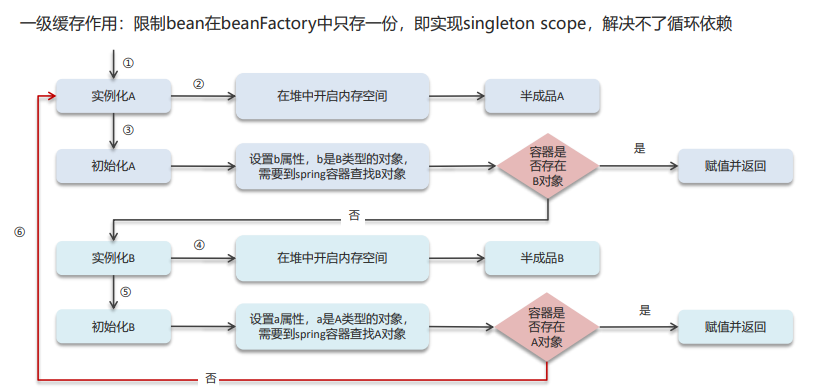 一级缓存作用：限制bean在beanFactory中只存一份，即实现singleton scope，解决不了循环依赖
①
实例化A
②
在堆中开启内存空间
半成品A
③
初始化A
设置b属性，b是B类型的对象，
需要到spring容器查找B对象
容器是
否存在
B对象
是
赋值并返回
否
⑥
实例化B
④
在堆中开启内存空间
半成品B
⑤
初始化B
设置a属性，a是A类型的对象，
需要到spring容器查找A对象
容器是
否存在
A对象
是
赋值并返回
否